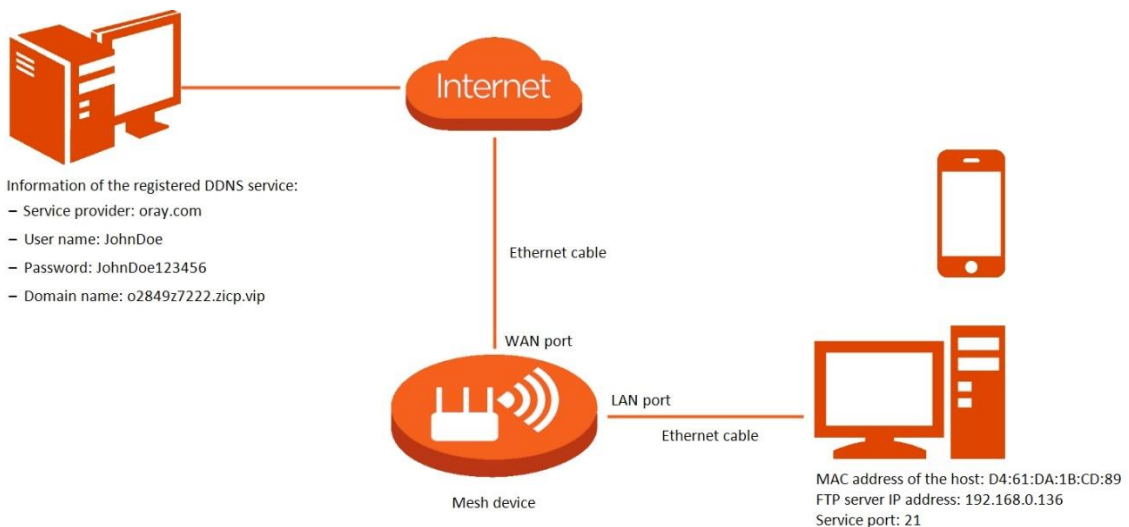 Internet
Information of the registered DDNS service:
– Service provider: oray.com
– User name: JohnDoe
– Password: JohnDoe123456
– Domain name: o2849z7222.zicp.vip
Ethernet cable
WAN port
LAN port
Ethernet cable
Mesh device
MAC address of the host: D4:61:DA:1B:CD:89
FTP server IP address: 192.168.0.136
Service port: 21